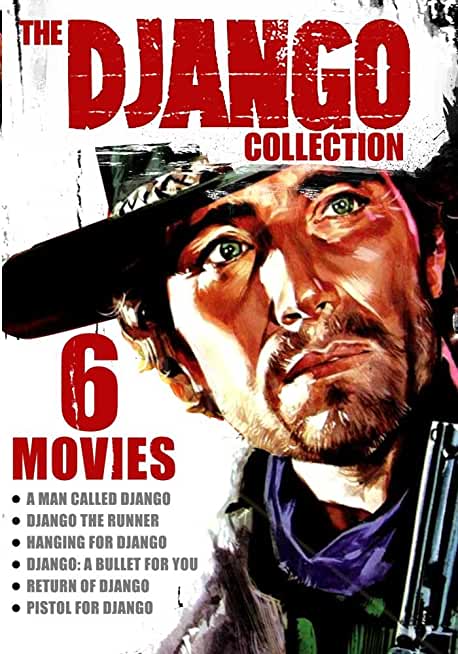 THE
DJANGO
COLLECTION
6
MOVIES
● A MAN CALLED DJANGO
● DJANGO THE RUNNER
● HANGING FOR DJANGO
● DJANGO: A BULLET FOR YOU
● RETURN OF DJANGO
● PISTOL FOR DJANGO